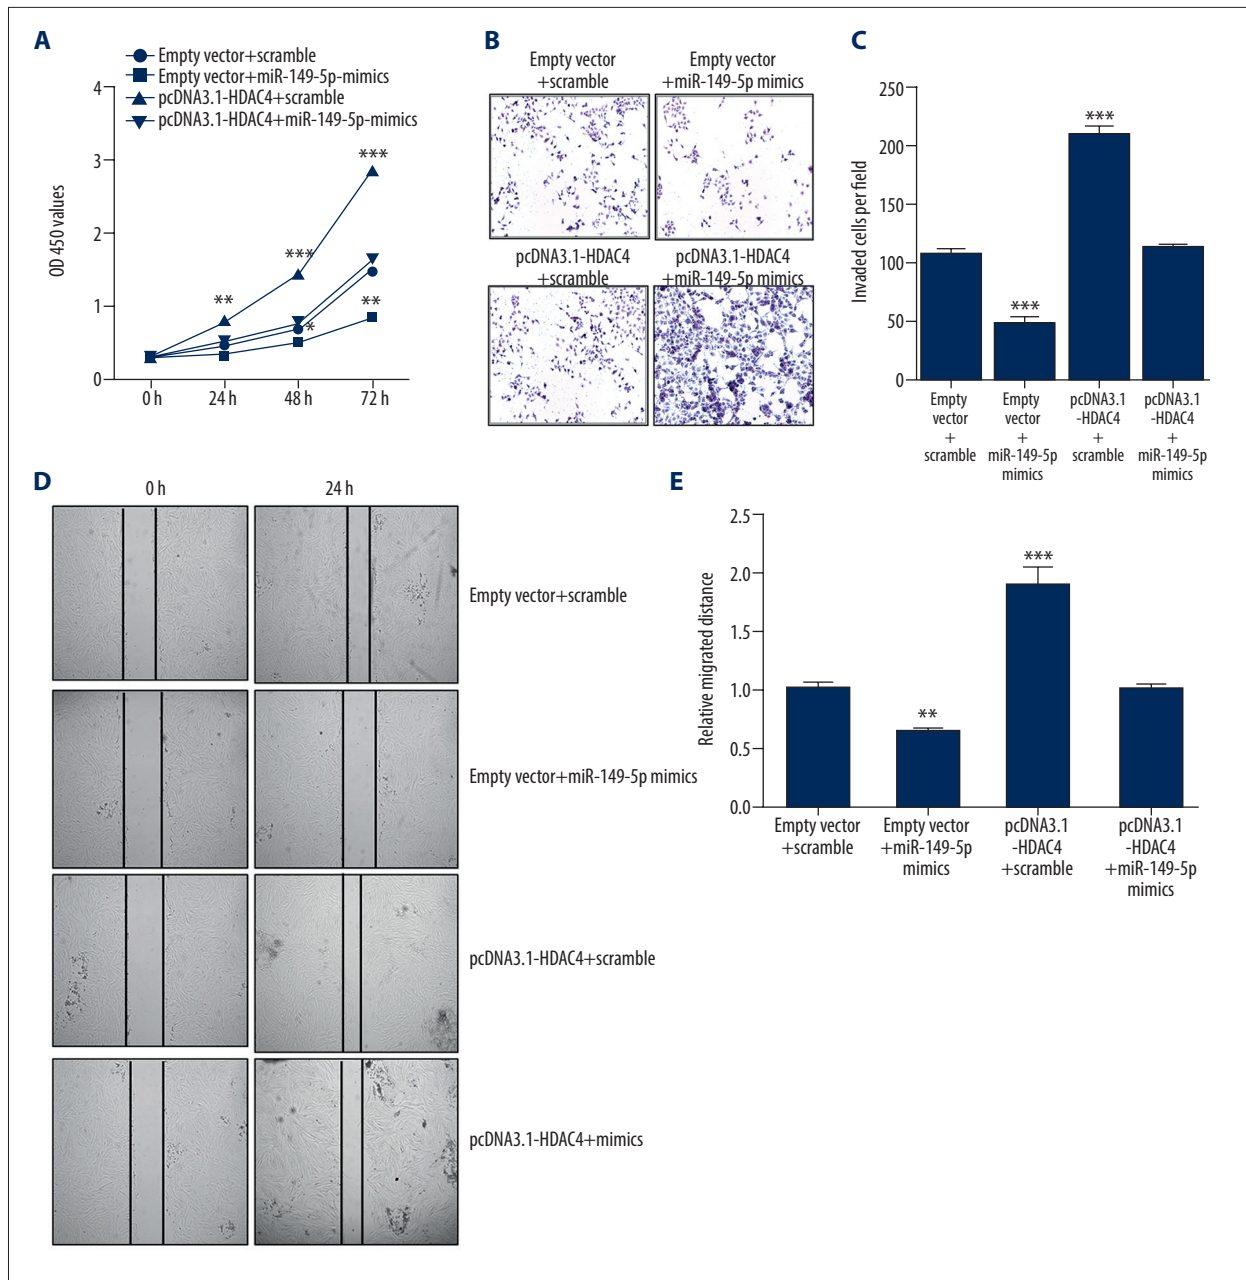 A
Empty vector+scramble
Empty vector+miR-149-5p-mimics
pcDNA3.1-HDAC4+scramble
pcDNA3.1-HDAC4+miR-149-5p-mimics
OD 450 values
4
3
2
1
0
***
***
**
**
*
0 h 24 h 48 h 72 h
B
Empty vector
+scramble
Empty vector
+miR-149-5p mimics
pcDNA3.1-HDAC4
+scramble
pcDNA3.1-HDAC4
+miR-149-5p mimics
C
Invaded cells per field
250
200
150
100
50
0
***
***
Empty
vector
+
scramble
Empty
vector
+
miR-149-5p
mimics
pcDNA3.1
-HDAC4
+
scramble
pcDNA3.1
-HDAC4
+
miR-149-5p
mimics
D
0 h 24 h
Empty vector+scramble
Empty vector+miR-149-5p mimics
pcDNA3.1-HDAC4+scramble
pcDNA3.1-HDAC4+mimics
E
Relative migrated distance
2.5
2.0
1.5
1.0
0.5
0.0
**
***
Empty vector
+scramble
Empty vector
+miR-149-5p
mimics
pcDNA3.1
-HDAC4
+scramble
pcDNA3.1
-HDAC4
+miR-149-5p
mimics